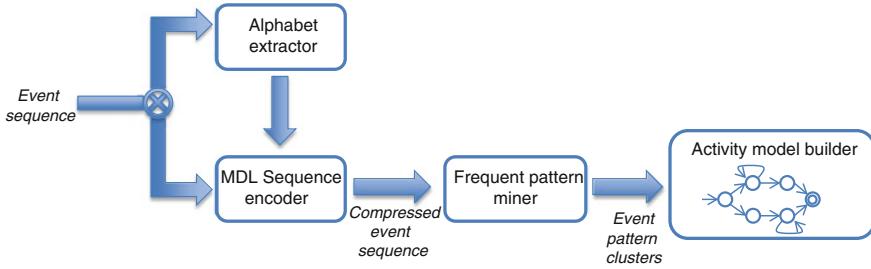 Alphabet
extractor
Event
sequence
MDL Sequence
encoder
Compressed
event
sequence
Frequent pattern
miner
Event
pattern
clusters
Activity model builder